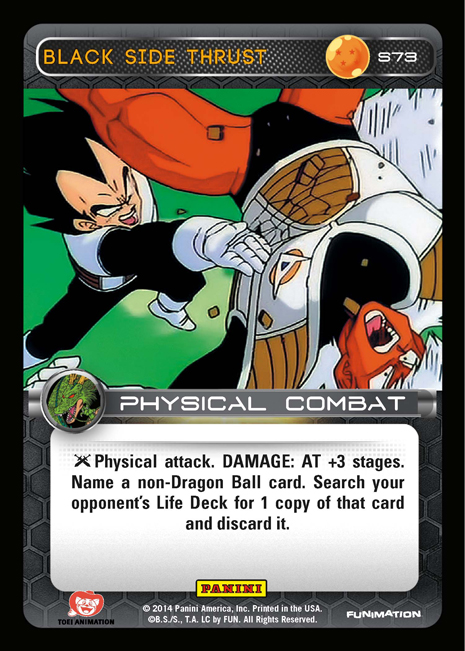 BLACK SIDE THRUST
S73
PHYSICAL COMBAT
Physical attack. DAMAGE: AT +3 stages.
Name a non-Dragon Ball card. Search your
opponent's Life Deck for 1 copy of that card
and discard it.
PANINI
© 2014 Panini America, Inc. Printed in the USA.
©B.S./S., T.A. LC by FUN. All Rights Reserved.
TOEI ANIMATION
FUNIMATION